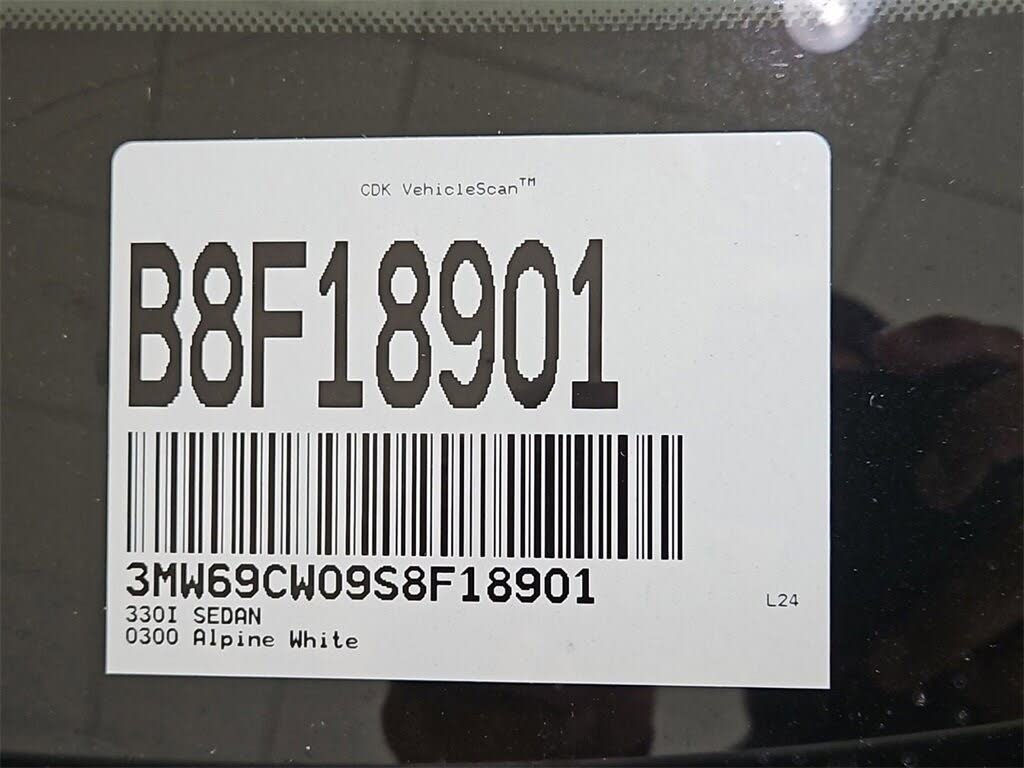 CDK VehicleScan™
B8F18901
3MW69CW09S8F18901
330I SEDAN
L24
0300 Alpine White